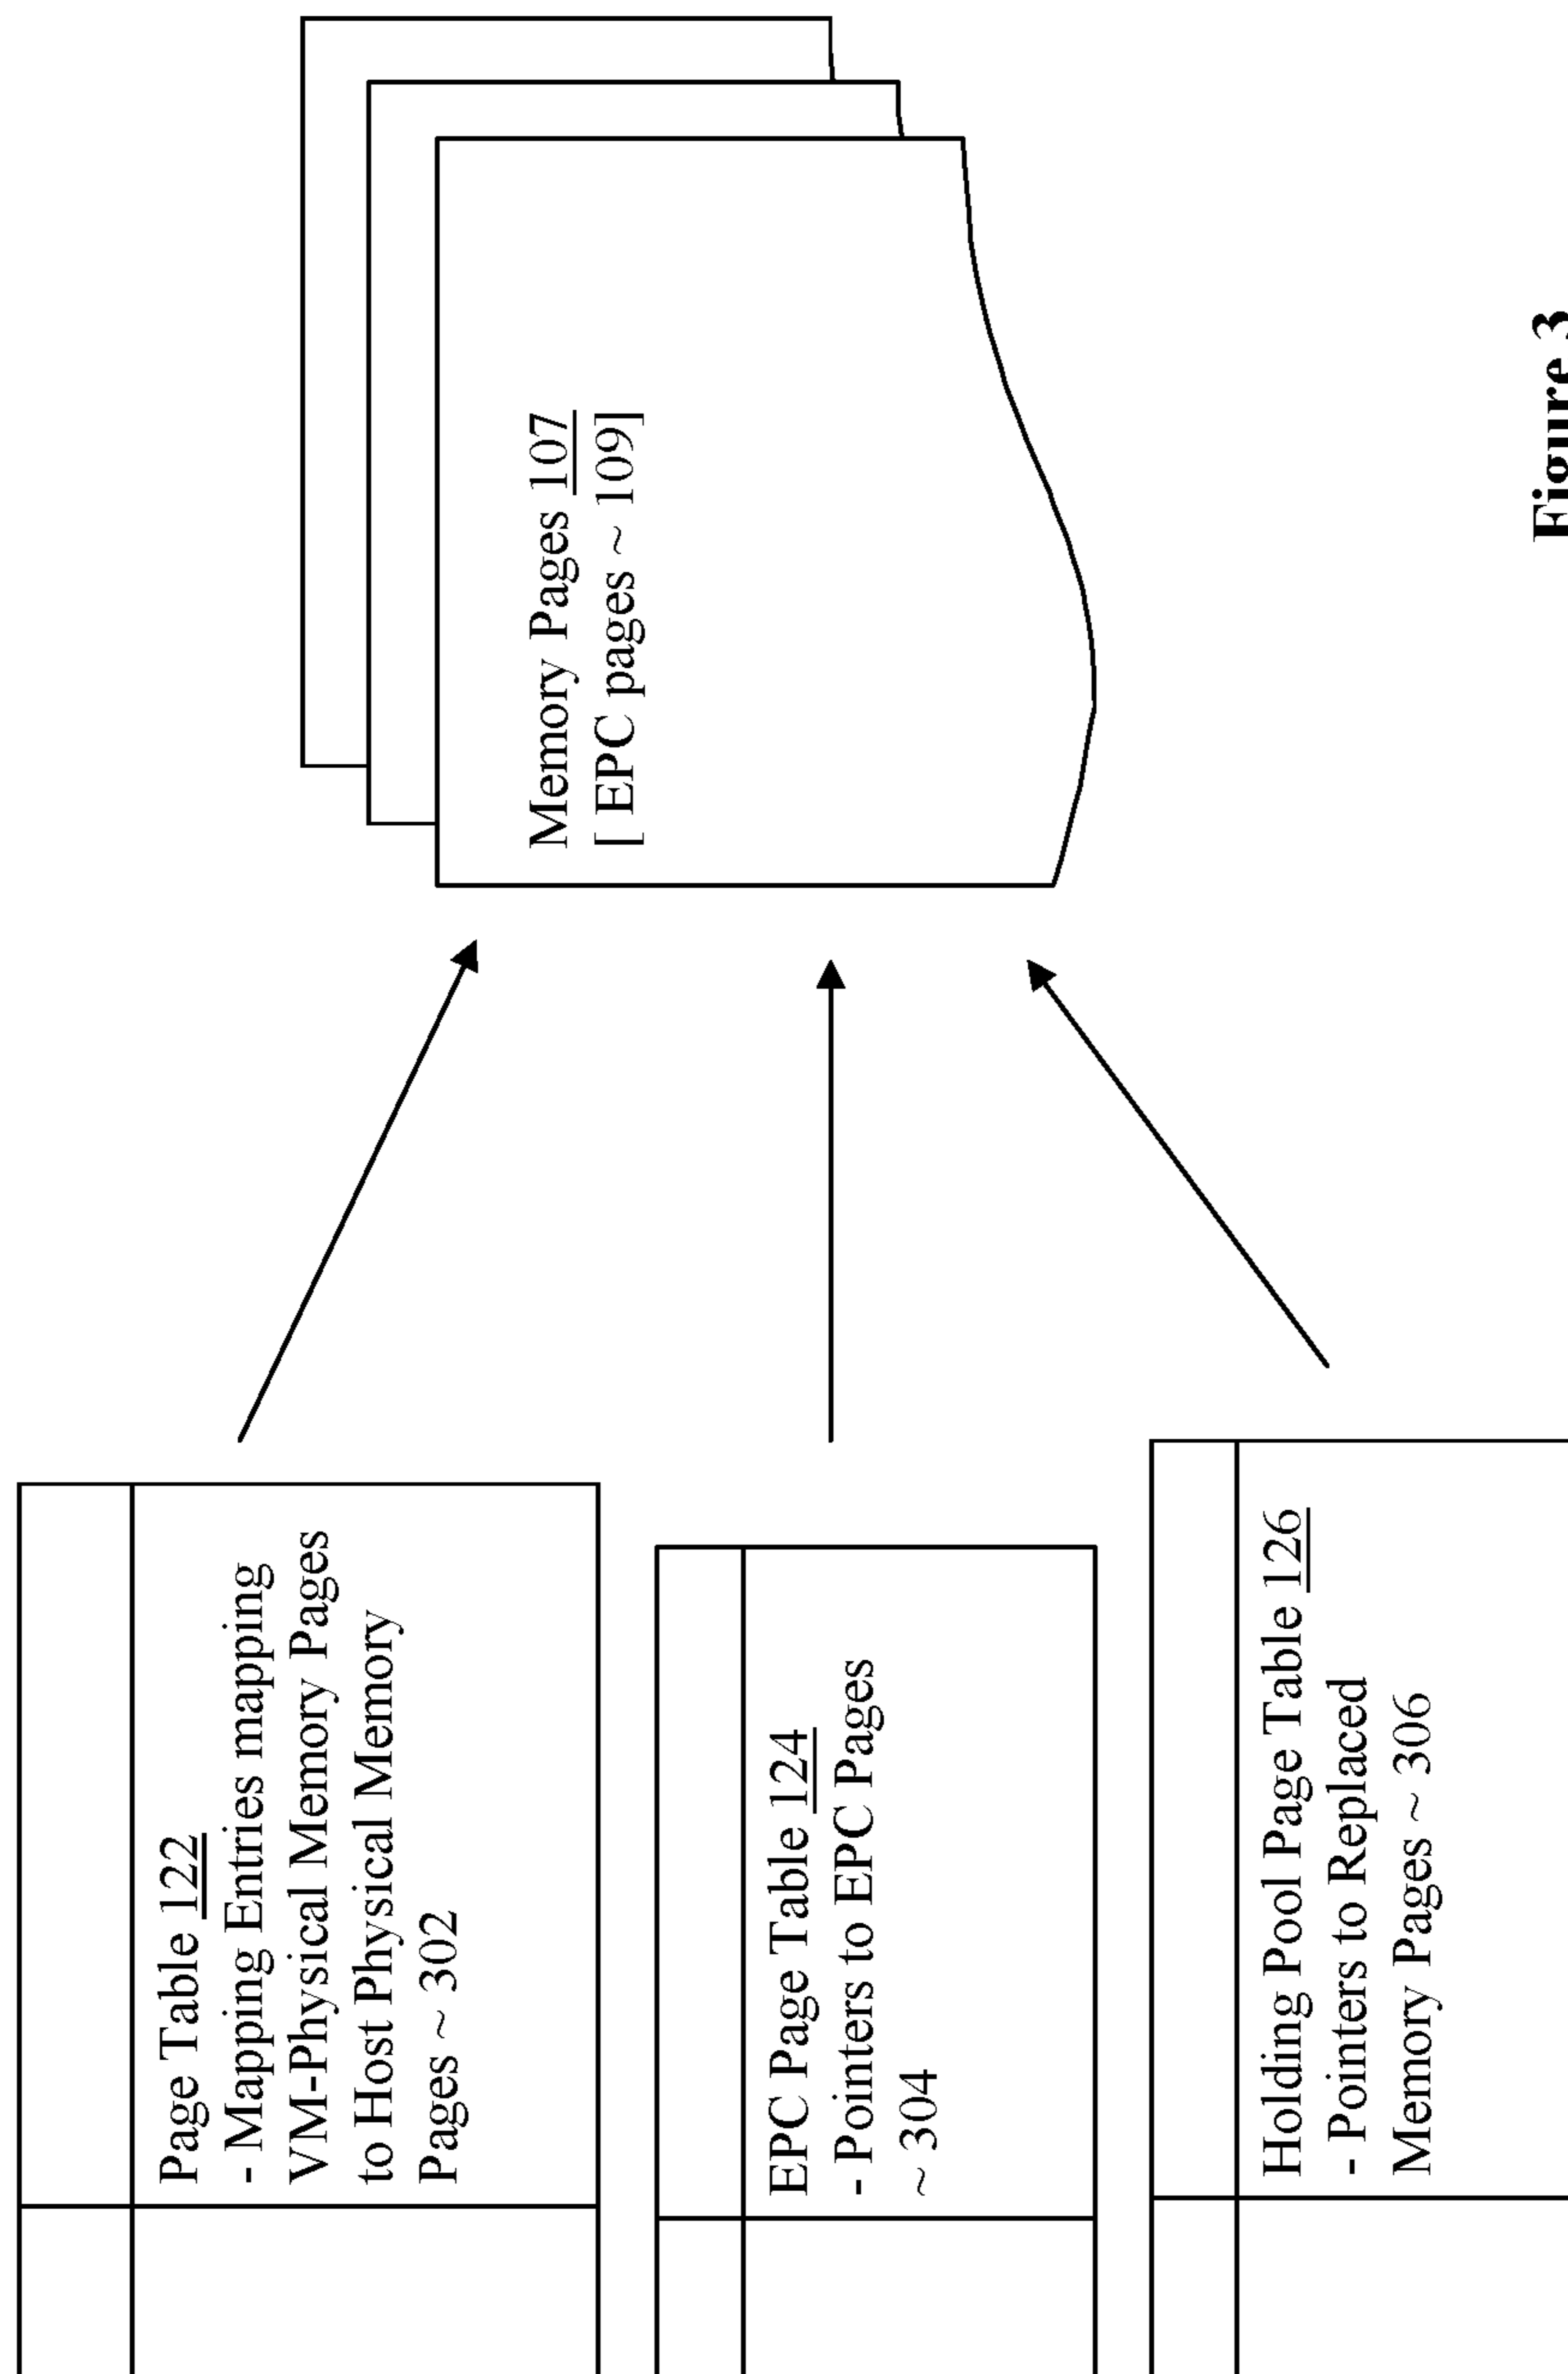 Page Table 122
- Mapping Entries mapping
VM-Physical Memory Pages
to Host Physical Memory
Pages ~ 302
EPC Page Table 124
- Pointers to EPC Pages
~ 304
Holding Pool Page Table 126
- Pointers to Replaced
Memory Pages ~ 306
Memory Pages 107
[ EPC pages ~ 109]
Figure 3